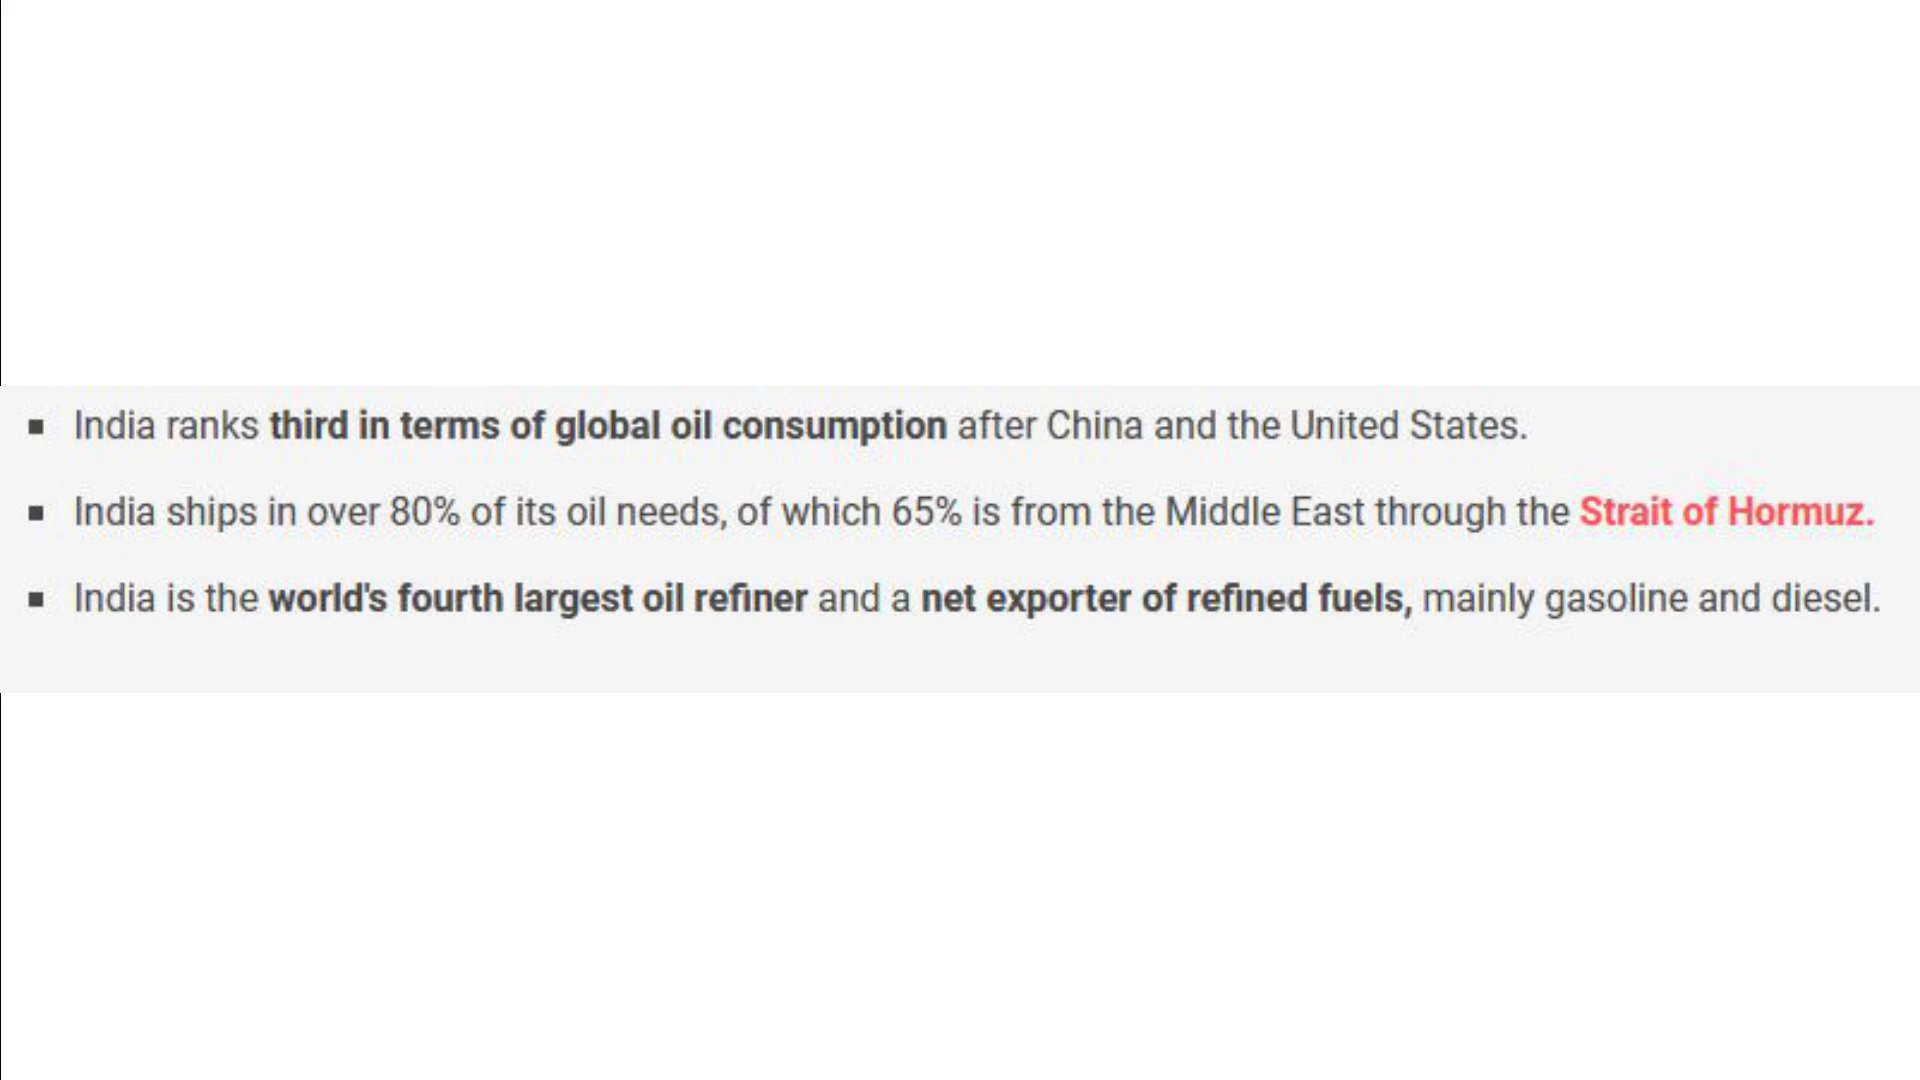 ▪ India ranks third in terms of global oil consumption after China and the United States.
▪ India ships in over 80% of its oil needs, of which 65% is from the Middle East through the Strait of Hormuz.
▪ India is the world's fourth largest oil refiner and a net exporter of refined fuels, mainly gasoline and diesel.